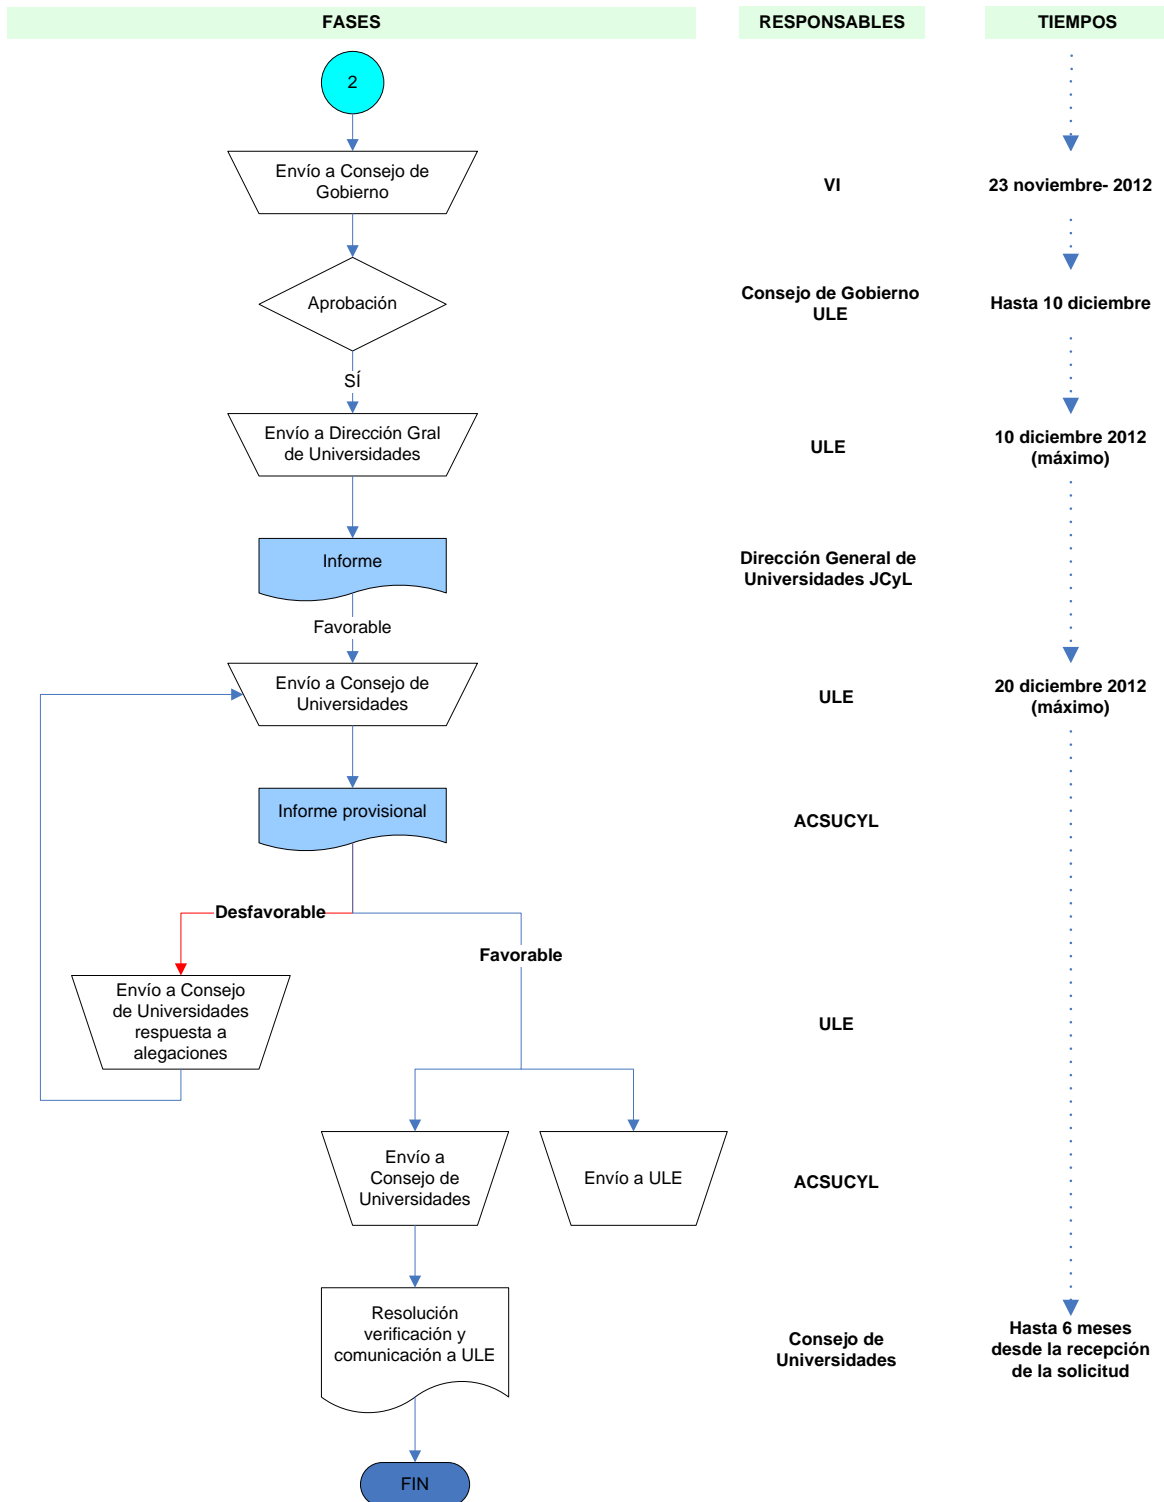 FASES
RESPONSABLES
TIEMPOS
2
Envío a Consejo de
Gobierno
VI
23 noviembre- 2012
Aprobación
Consejo de Gobierno
ULE
Hasta 10 diciembre
SÍ
Envío a Dirección Gral
de Universidades
ULE
10 diciembre 2012
(máximo)
Informe
Dirección General de
Universidades JCyL
Favorable
Envío a Consejo de
Universidades
ULE
20 diciembre 2012
(máximo)
Informe provisional
ACSUCYL
Desfavorable
Favorable
Envío a Consejo
de Universidades
respuesta a
alegaciones
ULE
Envío a
Consejo de
Universidades
Envío a ULE
ACSUCYL
Resolución
verificación y
comunicación a ULE
Consejo de
Universidades
Hasta 6 meses
desde la recepción
de la solicitud
FIN